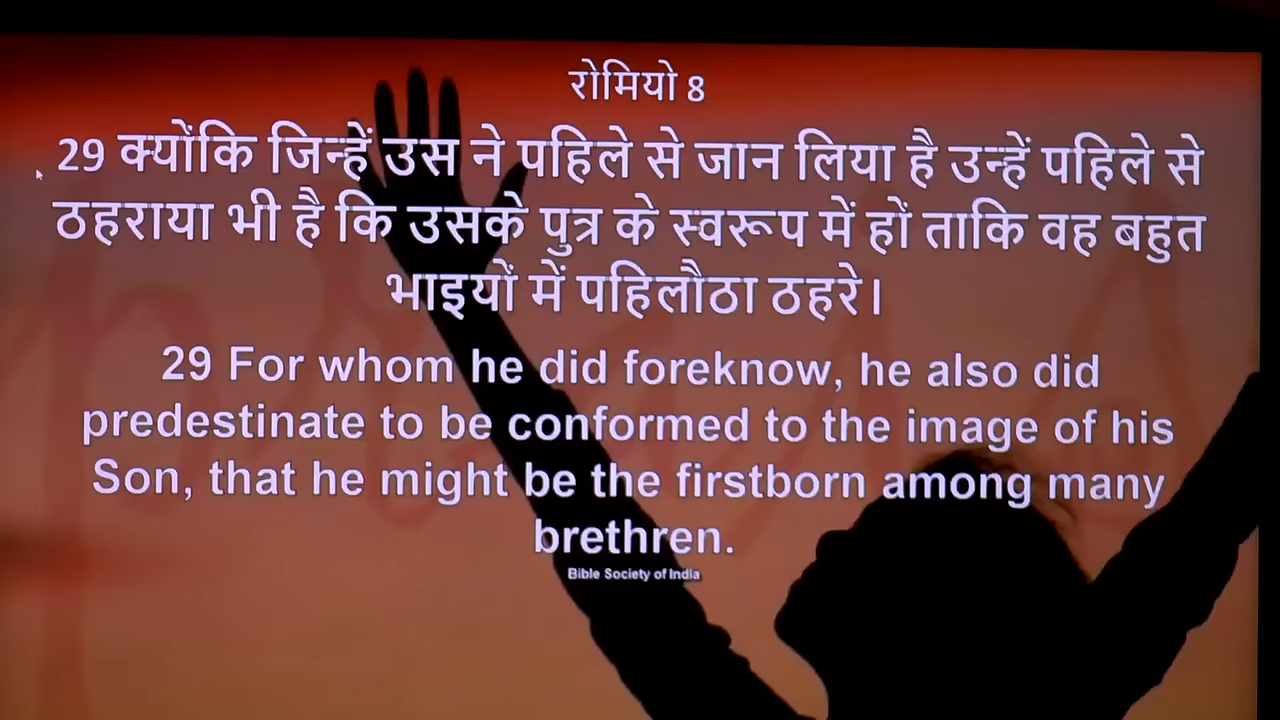 रोमियो 8
29 क्योंकि जिन्हें उस ने पहिले से जान लिया है उन्हें पहिले से
ठहराया भी है कि उसके पुत्र के स्वरूप में हों ताकि वह बहुत
भाइयों में पहिलौठा ठहरे।
29 For whom he did foreknow, he also did
predestinate to be conformed to the image of his
Son, that he might be the firstborn among many
brethren.
Bible Society of India